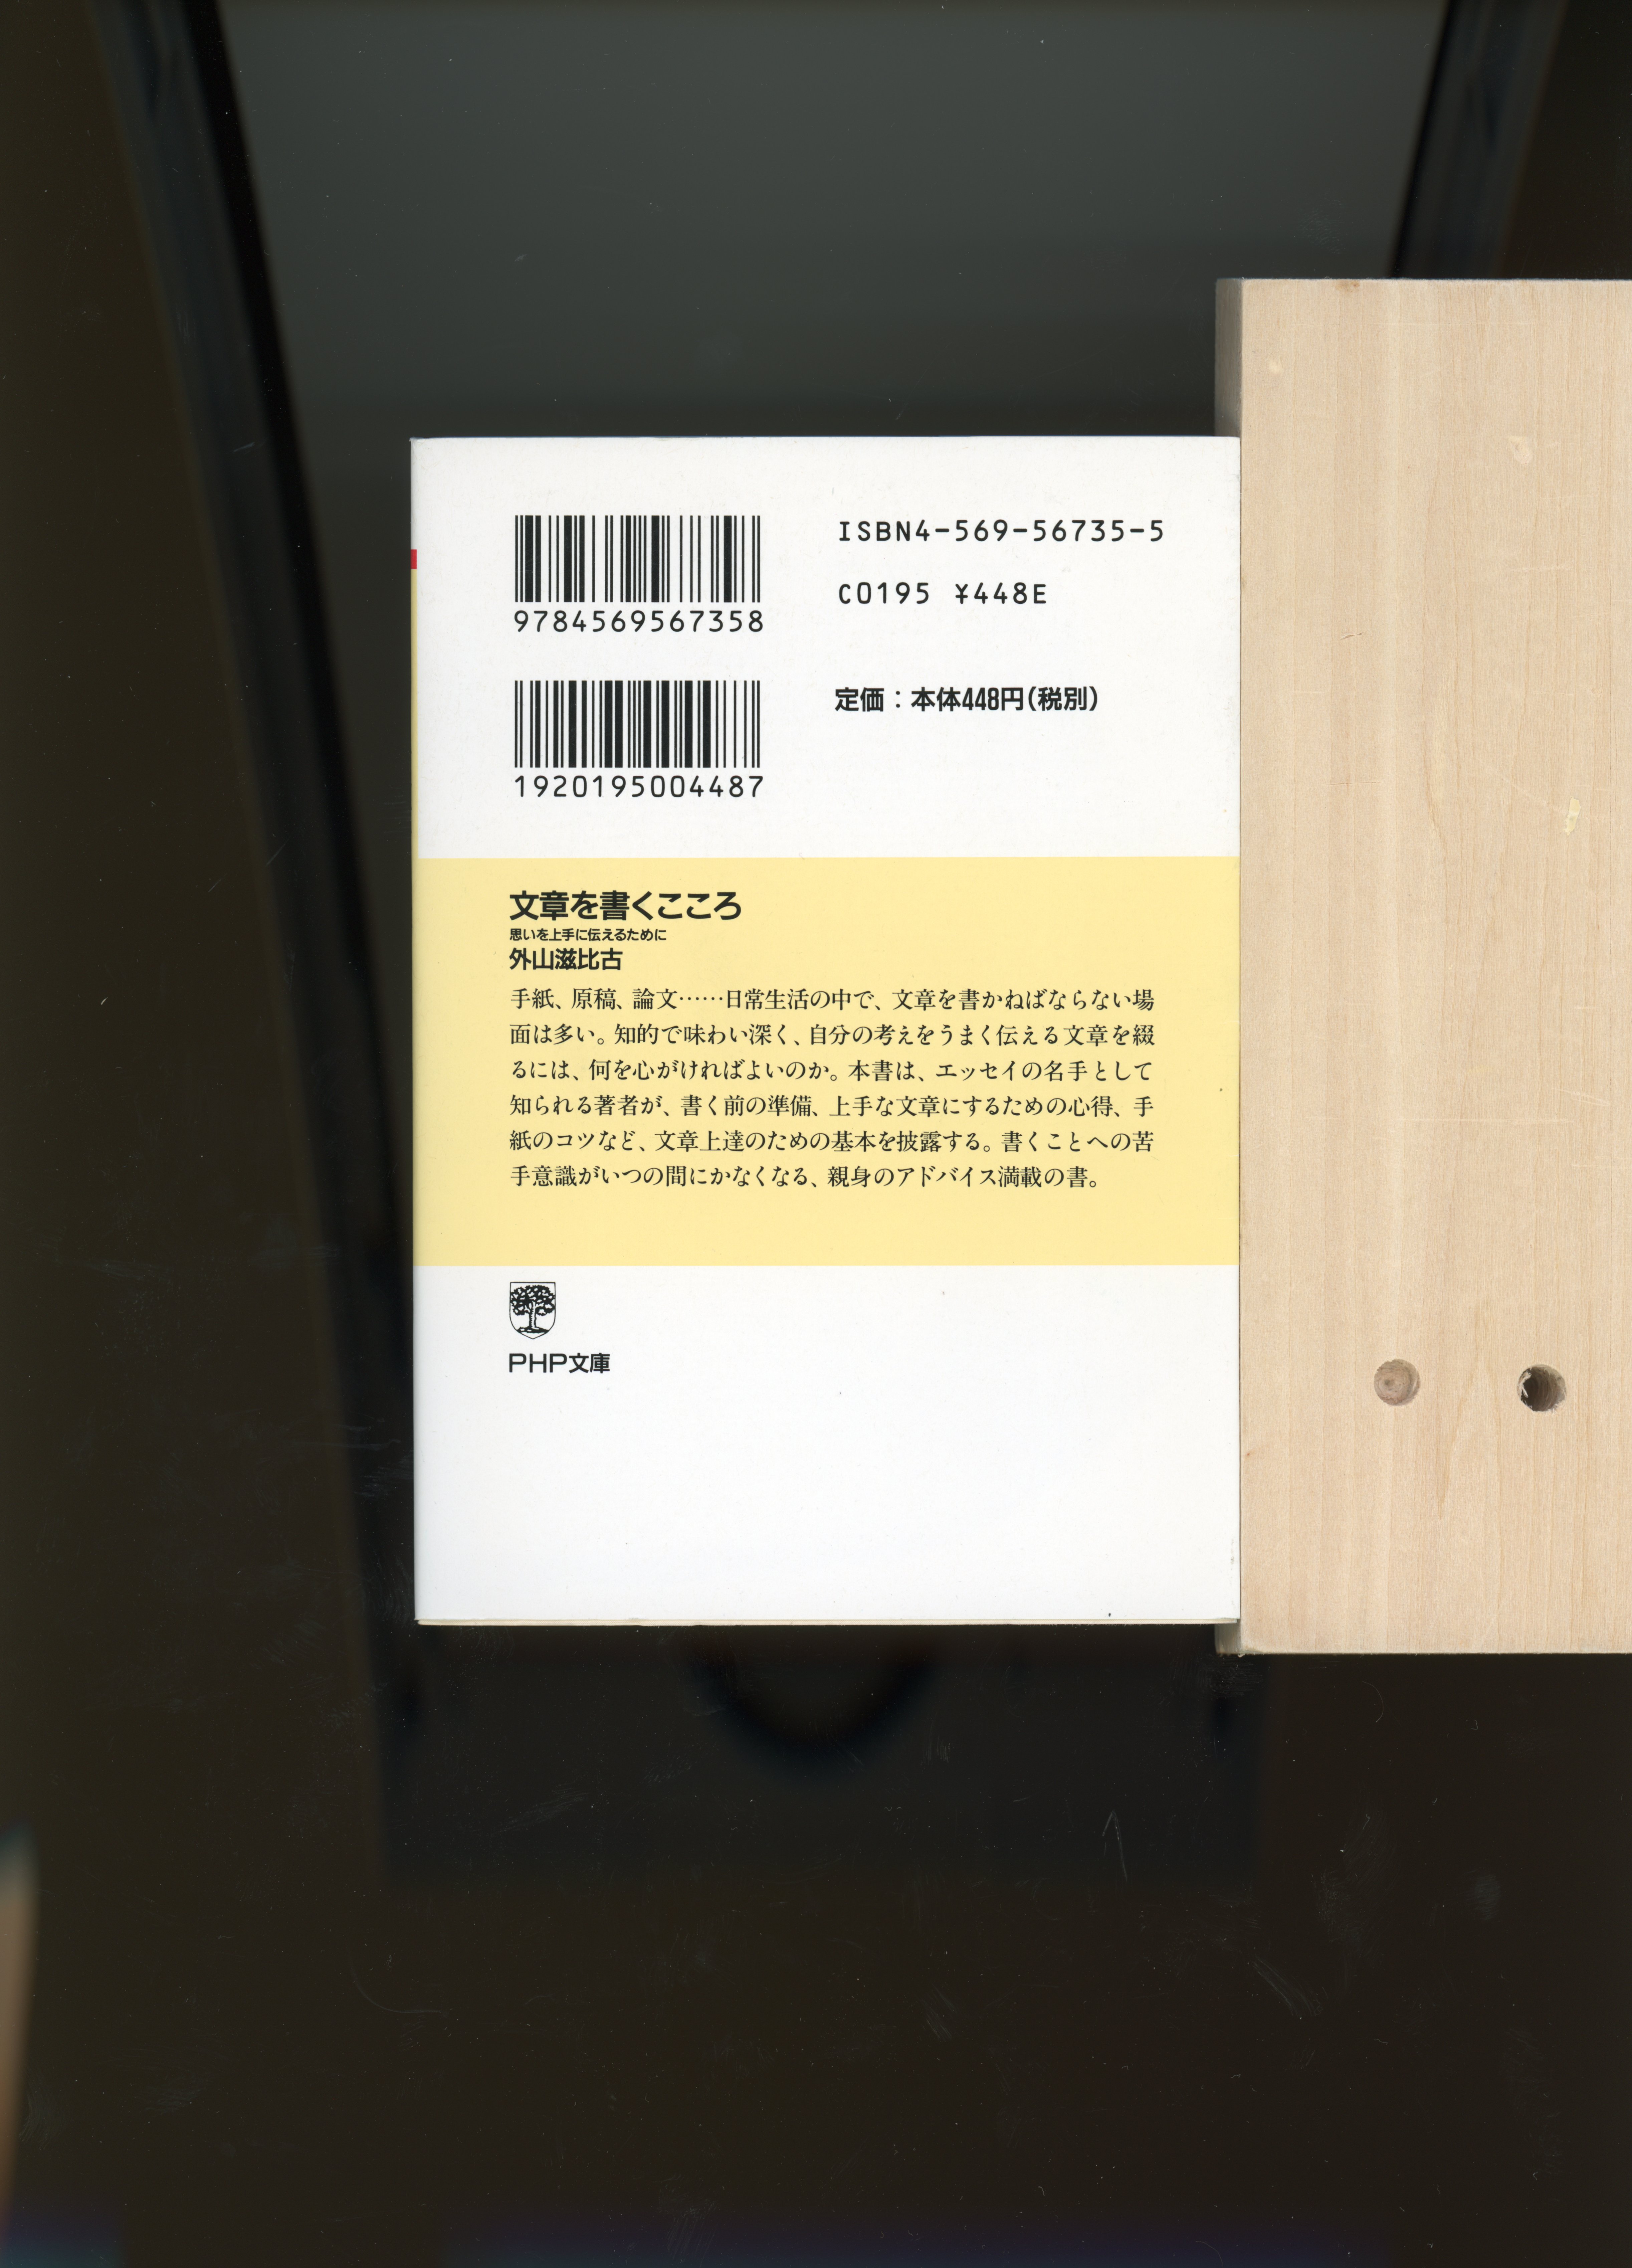 9784569567358
ISBN4-569-56735-5
C0195 ¥448E
1920195004487
定価：本体448円(税別)
文章を書くこころ
思いを上手に伝えるために
外山滋比古
手紙、原稿、論文……日常生活の中で、文章を書かねばならない場
面は多い。知的で味わい深く、自分の考えをうまく伝える文章を綴
るには、何を心がければよいのか。本書は、エッセイの名手として
知られる著者が、書く前の準備、上手な文章にするための心得、手
紙のコツなど、文章上達のための基本を披露する。書くことへの苦
手意識がいつの間にかなくなる、親身のアドバイス満載の書。
PHP文庫